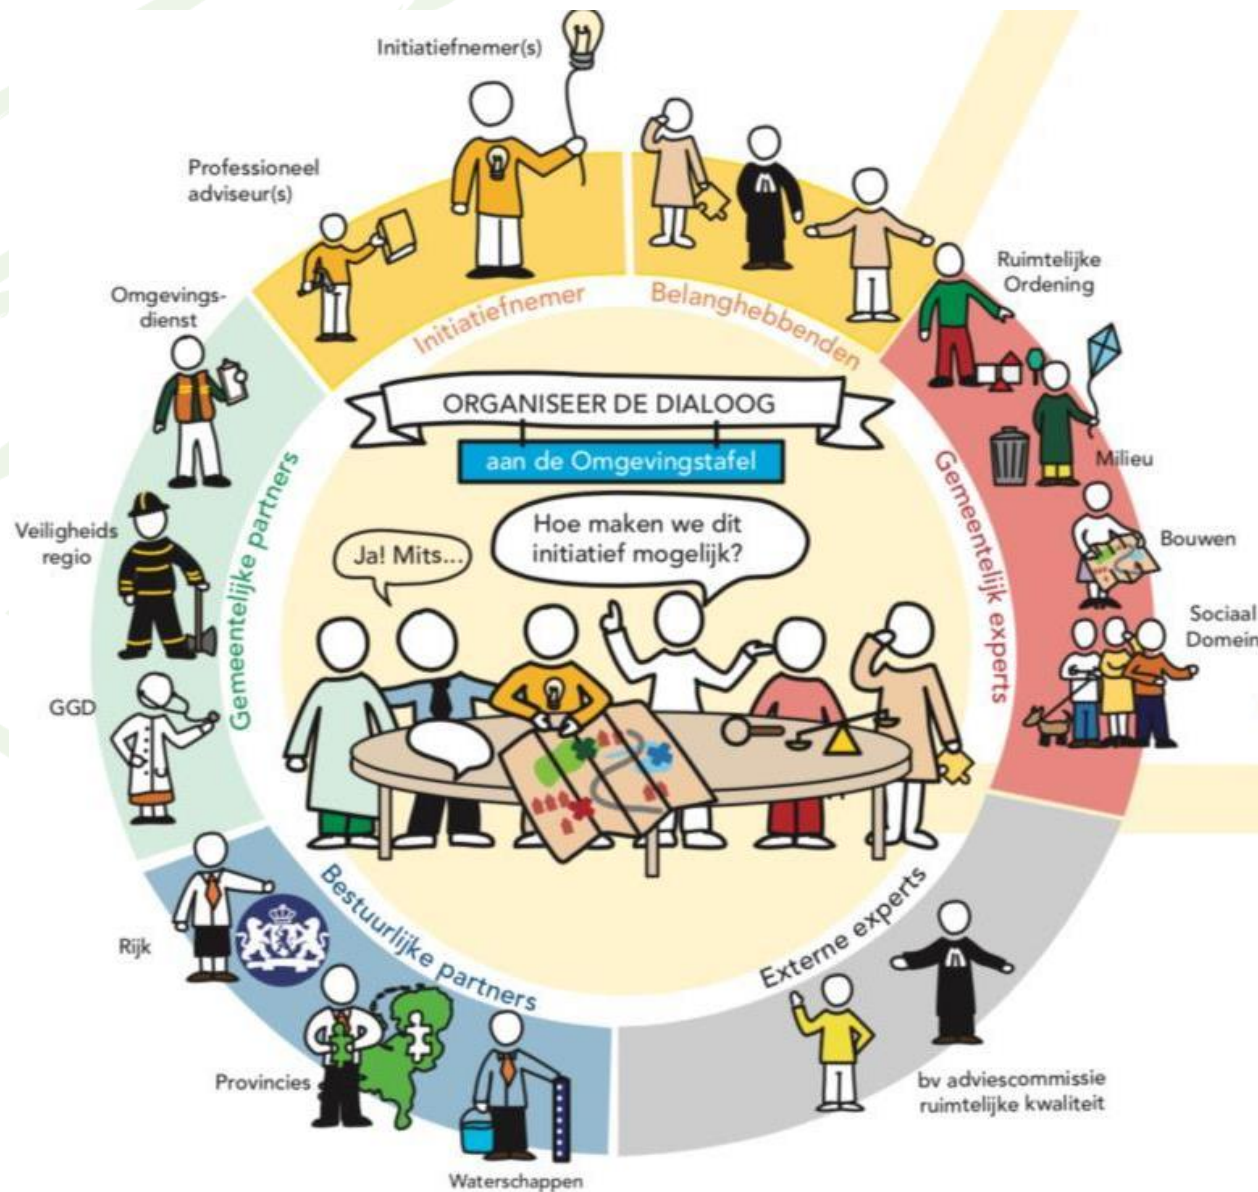 Initiatiefnemer(s)
Professioneel
adviseur(s)
Omgevings-
dienst
Ruimtelijke
Ordening
Initiatiefnemer
Belanghebbenden
ORGANISEER DE DIALOOG
aan de Omgevingstafel
Milieu
Gemeentelijke partners
Gemeentelijk experts
Veiligheids
regio
Hoe maken we dit
initiatief mogelijk?
Ja! Mits...
Bouwen
Sociaal
Domein
GGD
Bestuurlijke partners
Externe experts
Rijk
Provincies
bv adviescommissie
ruimtelijke kwaliteit
Waterschappen